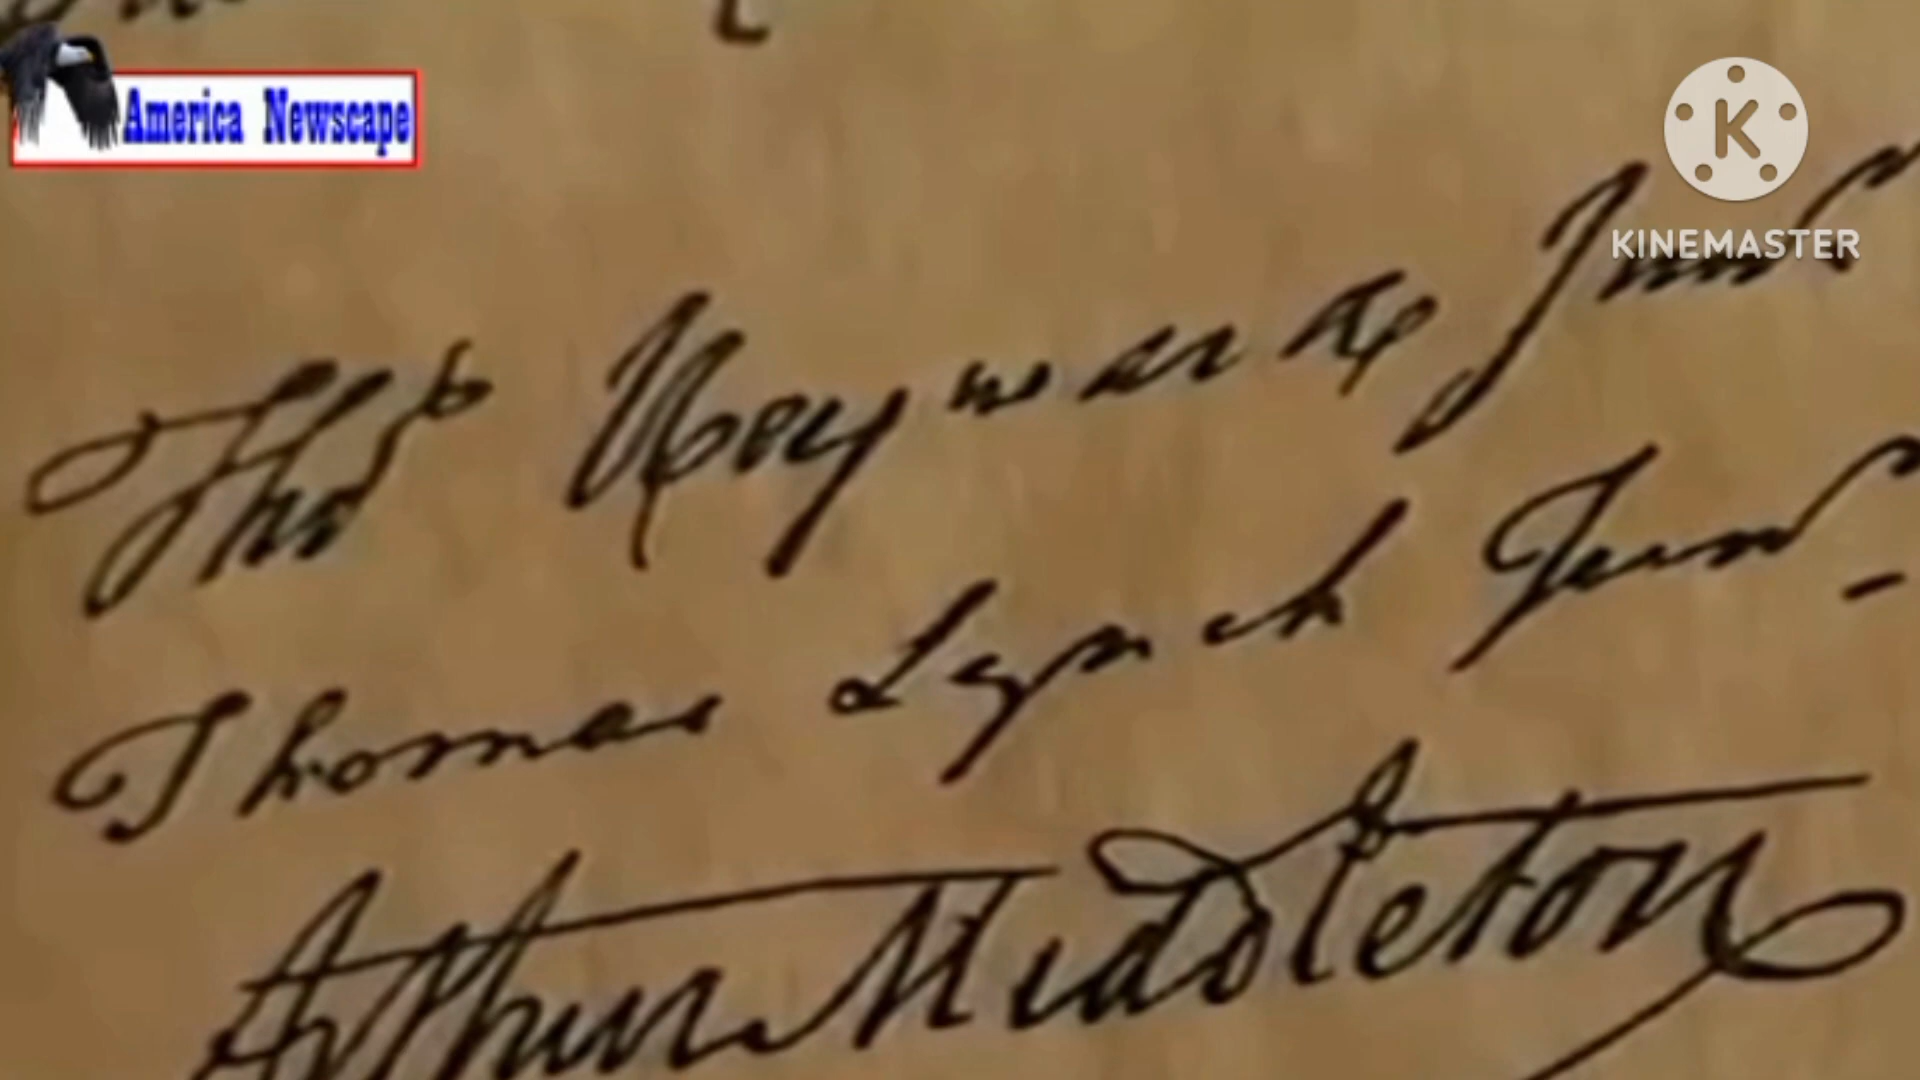 America Newscape
K
KINEMASTER
Thos Heyward Junr
Thomas Lynch Junr
Arthur Middleton